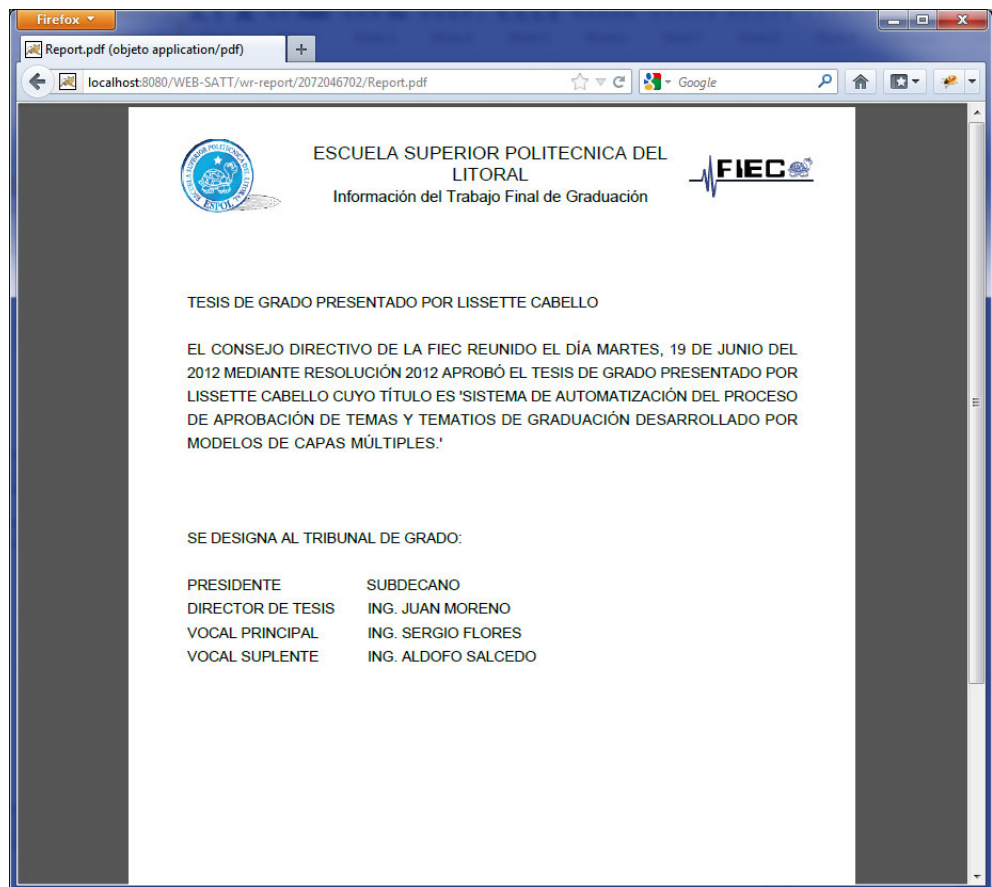 Firefox
Report.pdf (objeto application/pdf)
localhost:8080/WEB-SATT/wr-report/2072046702/Report.pdf
Google
ESPOL
ESCUELA SUPERIOR POLITECNICA DEL
LITORAL
Información del Trabajo Final de Graduación
FIEC
TESIS DE GRADO PRESENTADO POR LISSETTE CABELLO
EL CONSEJO DIRECTIVO DE LA FIEC REUNIDO EL DÍA MARTES, 19 DE JUNIO DEL
2012 MEDIANTE RESOLUCIÓN 2012 APROBÓ EL TESIS DE GRADO PRESENTADO POR
LISSETTE CABELLO CUYO TÍTULO ES 'SISTEMA DE AUTOMATIZACIÓN DEL PROCESO
DE APROBACIÓN DE TEMAS Y TEMATIOS DE GRADUACIÓN DESARROLLADO POR
MODELOS DE CAPAS MÚLTIPLES.'
SE DESIGNA AL TRIBUNAL DE GRADO:
PRESIDENTE SUBDECANO
DIRECTOR DE TESIS ING. JUAN MORENO
VOCAL PRINCIPAL ING. SERGIO FLORES
VOCAL SUPLENTE ING. ALDOFO SALCEDO